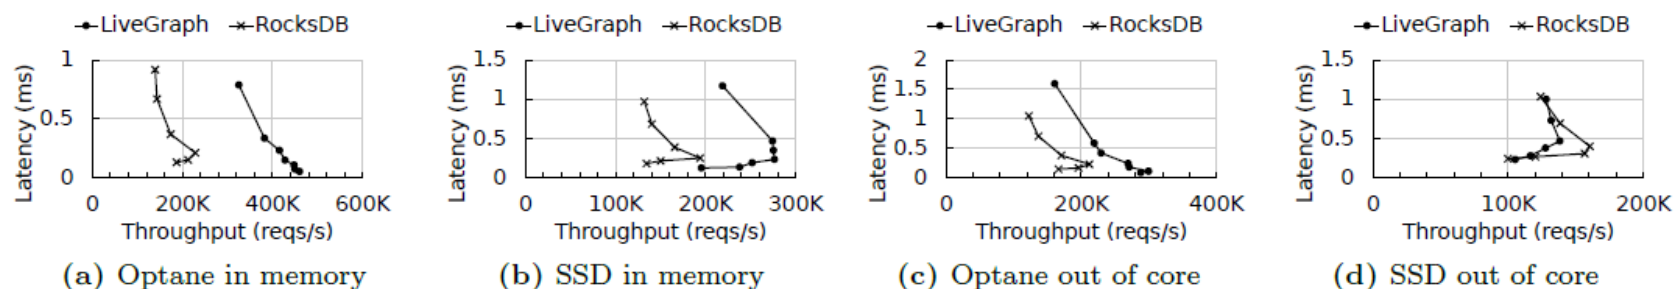 LiveGraph RocksDB
1
0.5
0
Latency (ms)
0 200K 400K 600K
Throughput (reqs/s)
(a) Optane in memory
LiveGraph RocksDB
1.5
1
0.5
0
Latency (ms)
0 100K 200K 300K
Throughput (reqs/s)
(b) SSD in memory
LiveGraph RocksDB
2
1.5
1
0.5
0
Latency (ms)
0 200K 400K
Throughput (reqs/s)
(c) Optane out of core
LiveGraph RocksDB
1.5
1
0.5
0
Latency (ms)
0 100K 200K
Throughput (reqs/s)
(d) SSD out of core